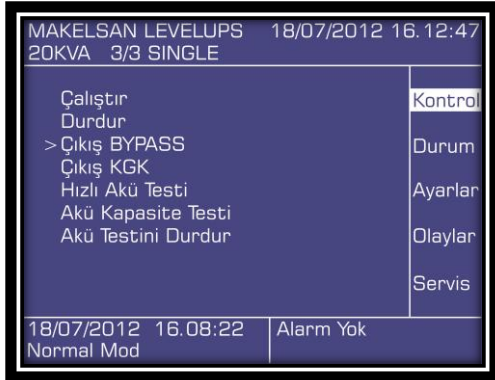 MAKELSAN LEVELUPS 18/07/2012 16.12:47
20KVA 3/3 SINGLE
Çalıştır
Durdur
>Çıkış BYPASS
Çıkış KGK
Hızlı Akü Testi
Akü Kapasite Testi
Akü Testini Durdur
Kontrol
Durum
Ayarlar
Olaylar
Servis
18/07/2012 16.08:22
Normal Mod
Alarm Yok